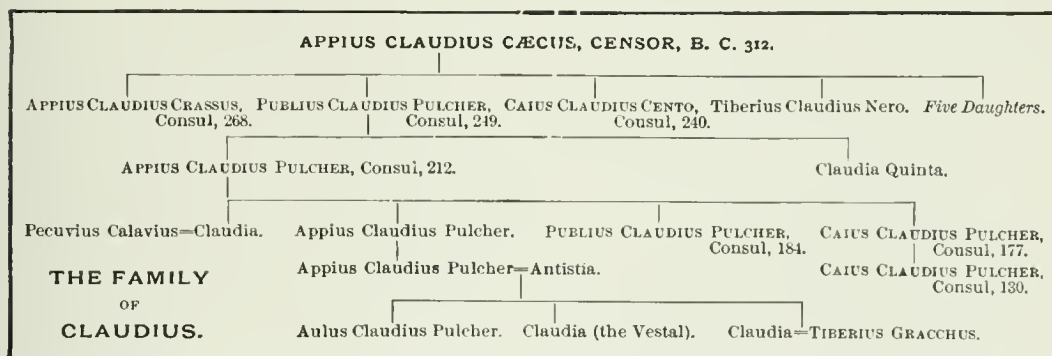 APPIUS CLAUDIUS CÆCUS, CENSOR, B. C. 312.
APPIUS CLAUDIUS CRASSUS, Consul, 268.
PUBLIUS CLAUDIUS PULCHER, Consul, 249.
CAIUS CLAUDIUS CENTO, Consul, 240.
Tiberius Claudius Nero.
Five Daughters.
APPIUS CLAUDIUS PULCHER, Consul, 212.
Claudia Quinta.
Pecuvius Calavius=Claudia.
Appius Claudius Pulcher.
PUBLIUS CLAUDIUS PULCHER, Consul, 184.
CAIUS CLAUDIUS PULCHER, Consul, 177.
Appius Claudius Pulcher=Antistia.
CAIUS CLAUDIUS PULCHER, Consul, 130.
THE FAMILY
OF
CLAUDIUS.
Aulus Claudius Pulcher.
Claudia (the Vestal).
Claudia=TIBERIUS GRACCHUS.